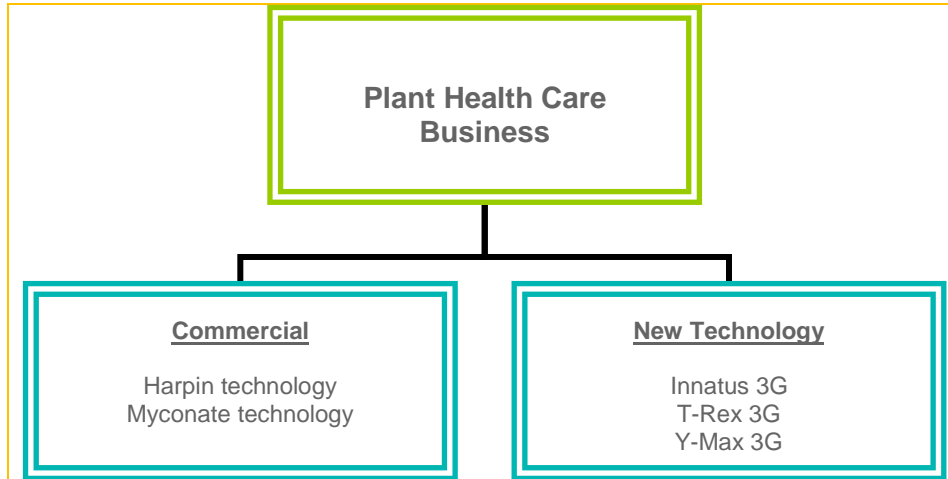 Plant Health Care
Business
Commercial
Harpin technology
Myconate technology
New Technology
Innatus 3G
T-Rex 3G
Y-Max 3G